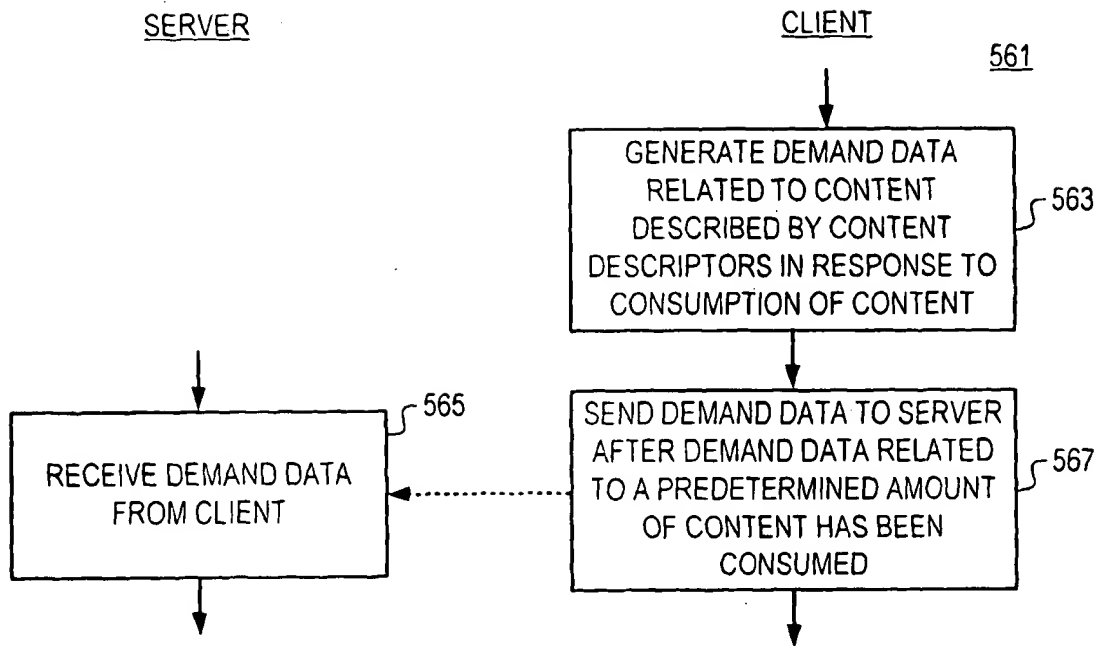 SERVER
CLIENT
561
GENERATE DEMAND DATA
RELATED TO CONTENT
DESCRIBED BY CONTENT
DESCRIPTORS IN RESPONSE TO
CONSUMPTION OF CONTENT
563
565
RECEIVE DEMAND DATA
FROM CLIENT
SEND DEMAND DATA TO SERVER
AFTER DEMAND DATA RELATED
TO A PREDETERMINED AMOUNT
OF CONTENT HAS BEEN
CONSUMED
567